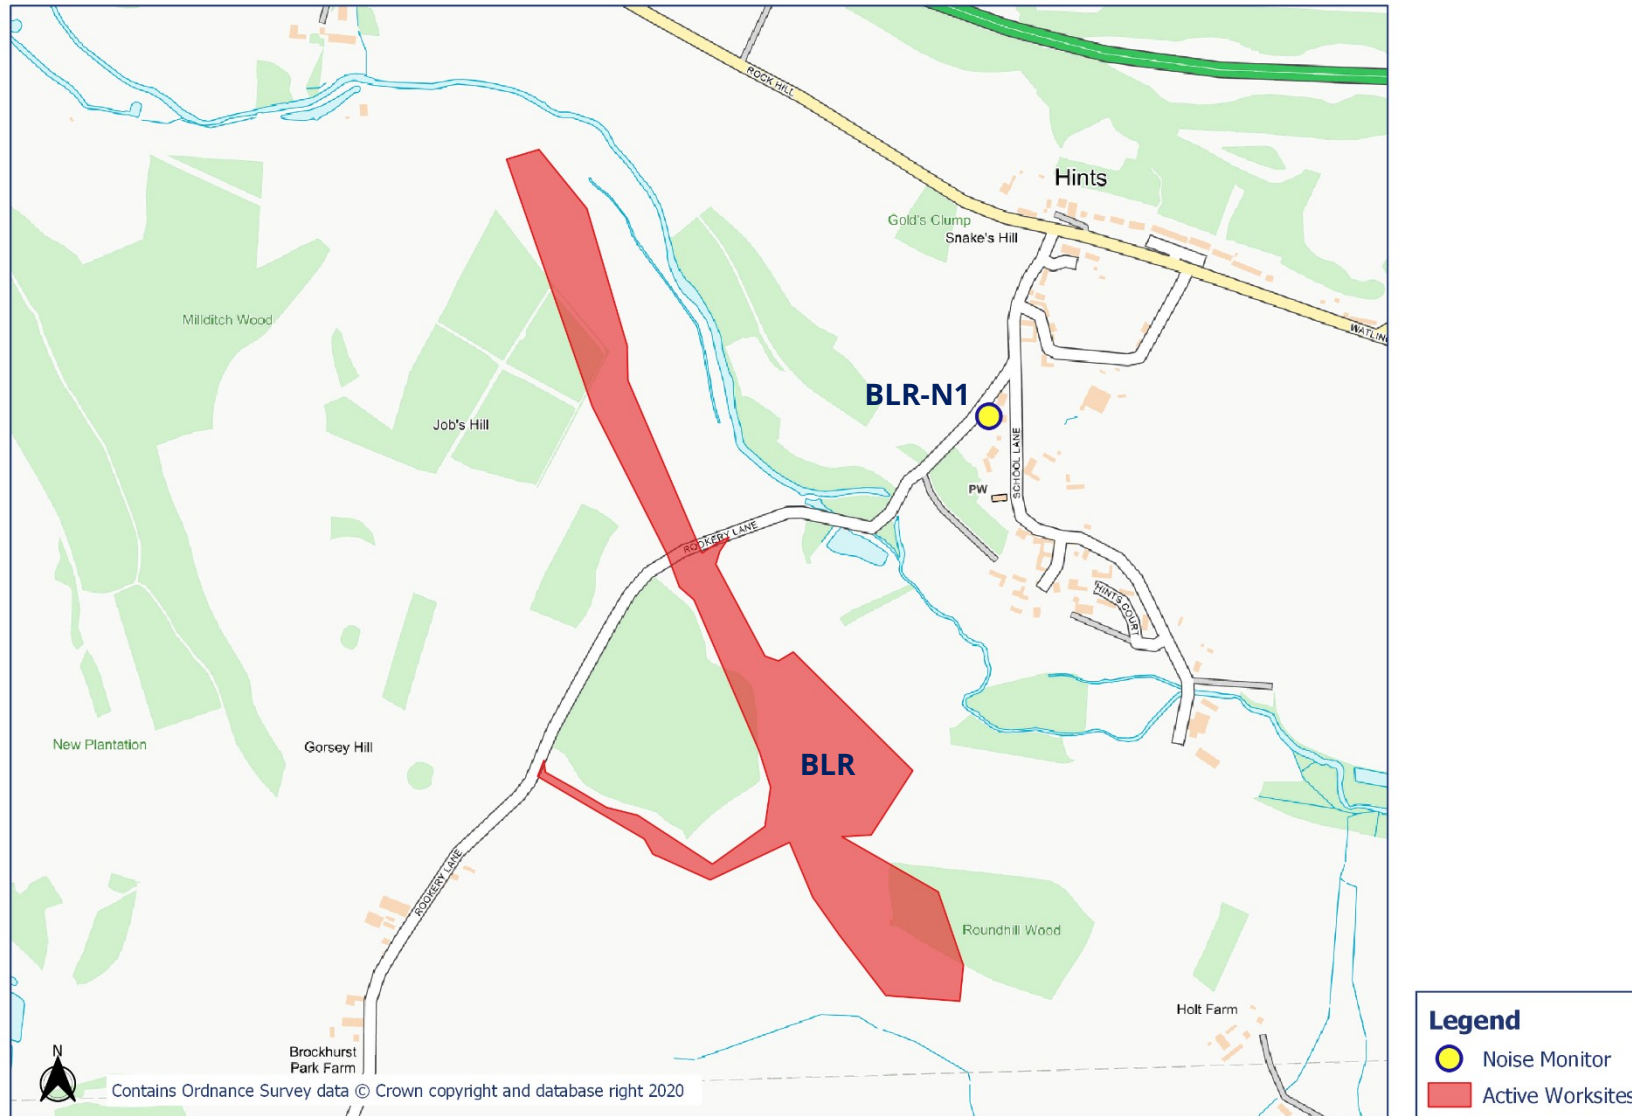 ROCK HILL
Hints
Gold's Clump
Snake's Hill
WATLING
Millditch Wood
BLR-N1
Job's Hill
SCHOOL LANE
PW
ROOKERY LANE
HINTS COURT
New Plantation
Gorsey Hill
BLR
ROOKERY LANE
Roundhill Wood
Holt Farm
Brockhurst
Park Farm
N
Contains Ordnance Survey data © Crown copyright and database right 2020
Legend
Noise Monitor
Active Worksites